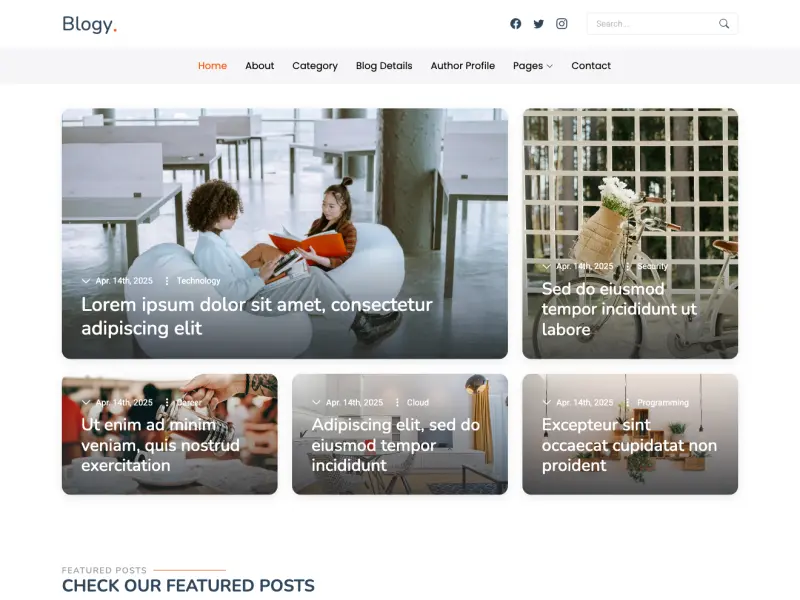 Blogy.
Search...
Home About Category Blog Details Author Profile Pages Contact
Apr. 14th, 2025 Technology
Lorem ipsum dolor sit amet, consectetur
adipiscing elit
Apr. 14th, 2025 Security
Sed do eiusmod
tempor incididunt ut
labore
Apr. 14th, 2025 Career
Ut enim ad minim
veniam, quis nostrud
exercitation
Apr. 14th, 2025 Cloud
Adipiscing elit, sed do
eiusmod tempor
incididunt
Apr. 14th, 2025 Programming
Excepteur sint
occaecat cupidatat non
proident
FEATURED POSTS
CHECK OUR FEATURED POSTS